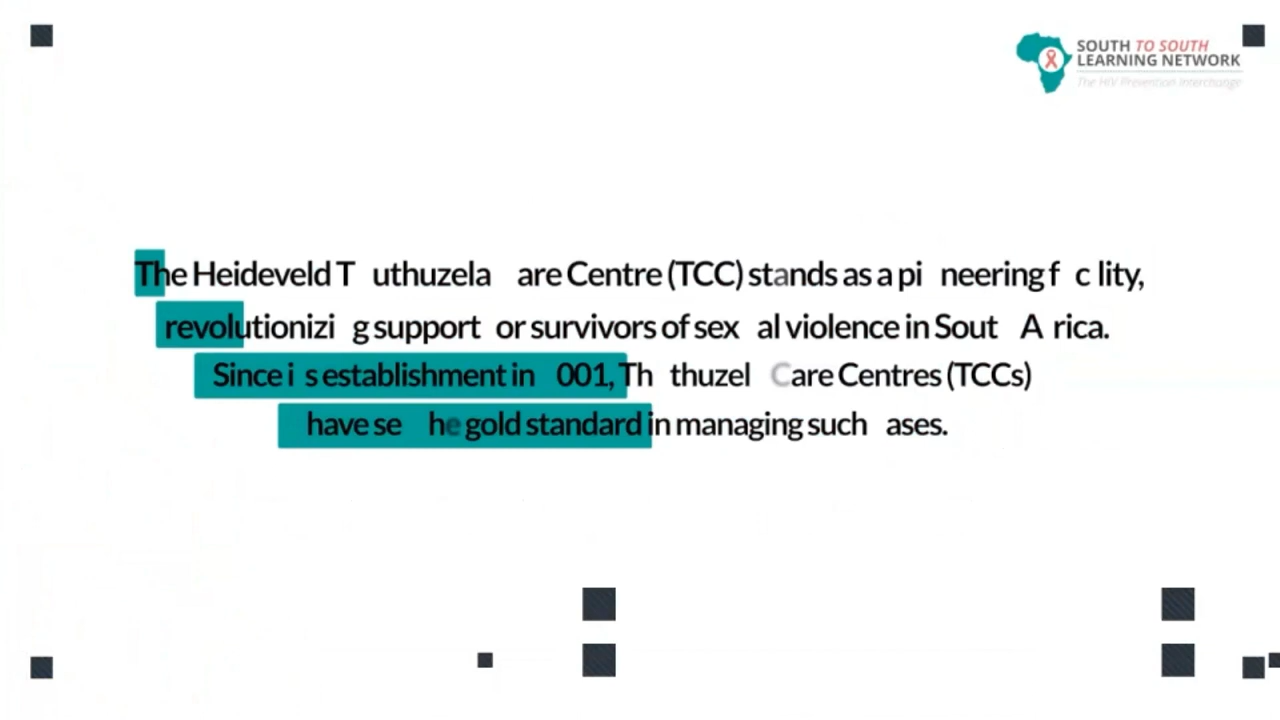 SOUTH TO SOUTH
LEARNING NETWORK
The HIV Prevention Interchange
The Heideveld T uthuzela are Centre (TCC) stands as a pi neering f c lity,
revolutionizi g support or survivors of sex al violence in Sout A rica.
Since i s establishment in 001, Th thuzel Care Centres (TCCs)
have se he gold standard in managing such ases.